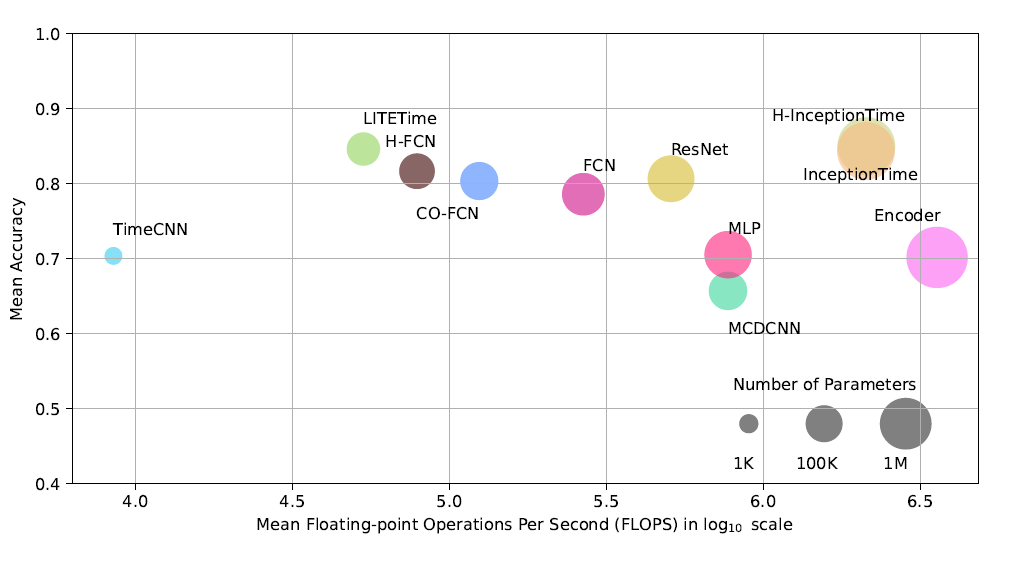 1.0
0.9
0.8
0.7
0.6
0.5
0.4
Mean Accuracy
LITETime
H-FCN
H-InceptionTime
FCN
ResNet
InceptionTime
CO-FCN
Encoder
TimeCNN
MLP
MCDCNN
Number of Parameters
1K 100K 1M
4.0 4.5 5.0 5.5 6.0 6.5
Mean Floating-point Operations Per Second (FLOPS) in log₁₀ scale